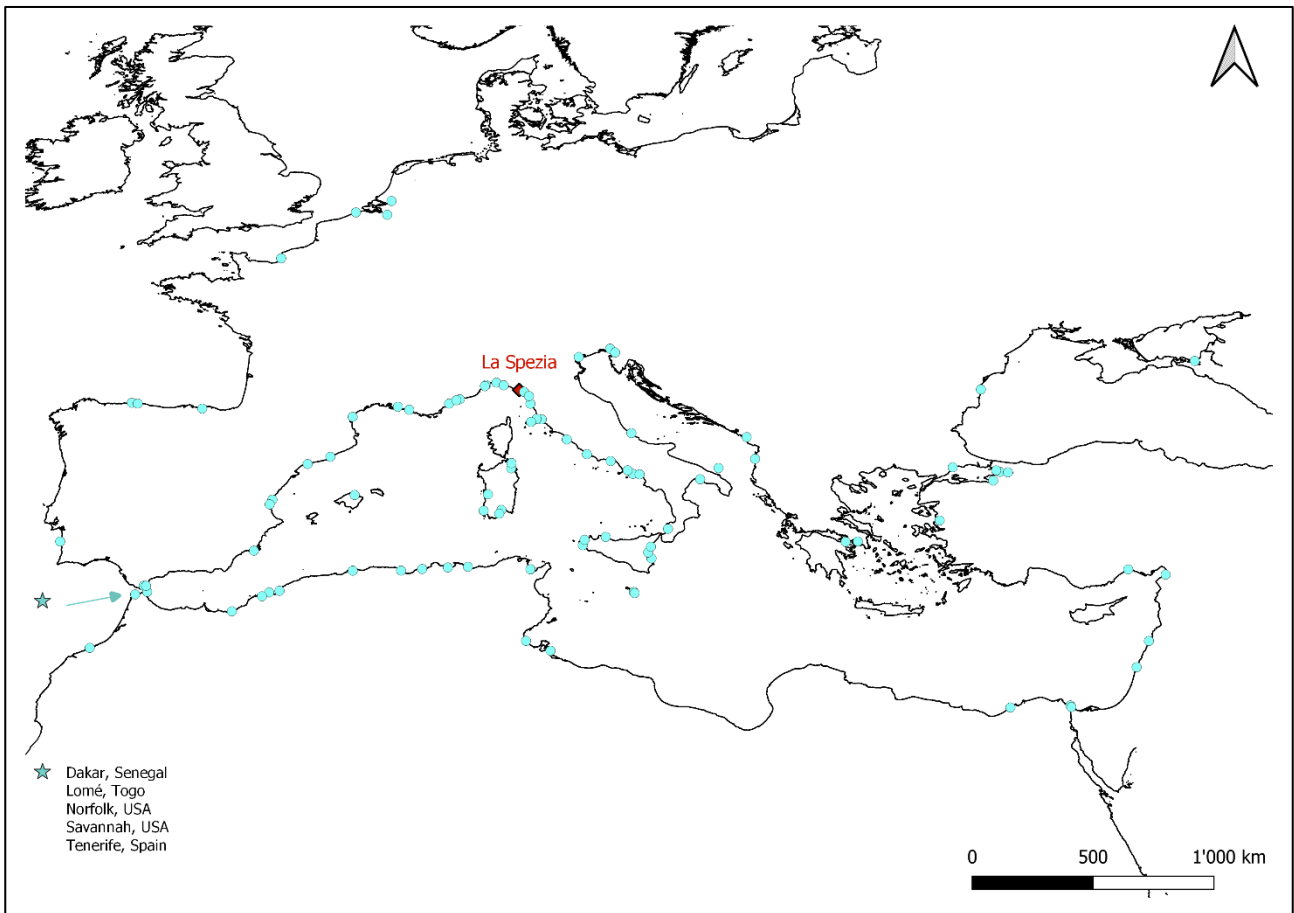 La Spezia
Dakar, Senegal
Lomé, Togo
Norfolk, USA
Savannah, USA
Tenerife, Spain
0 500 1'000 km